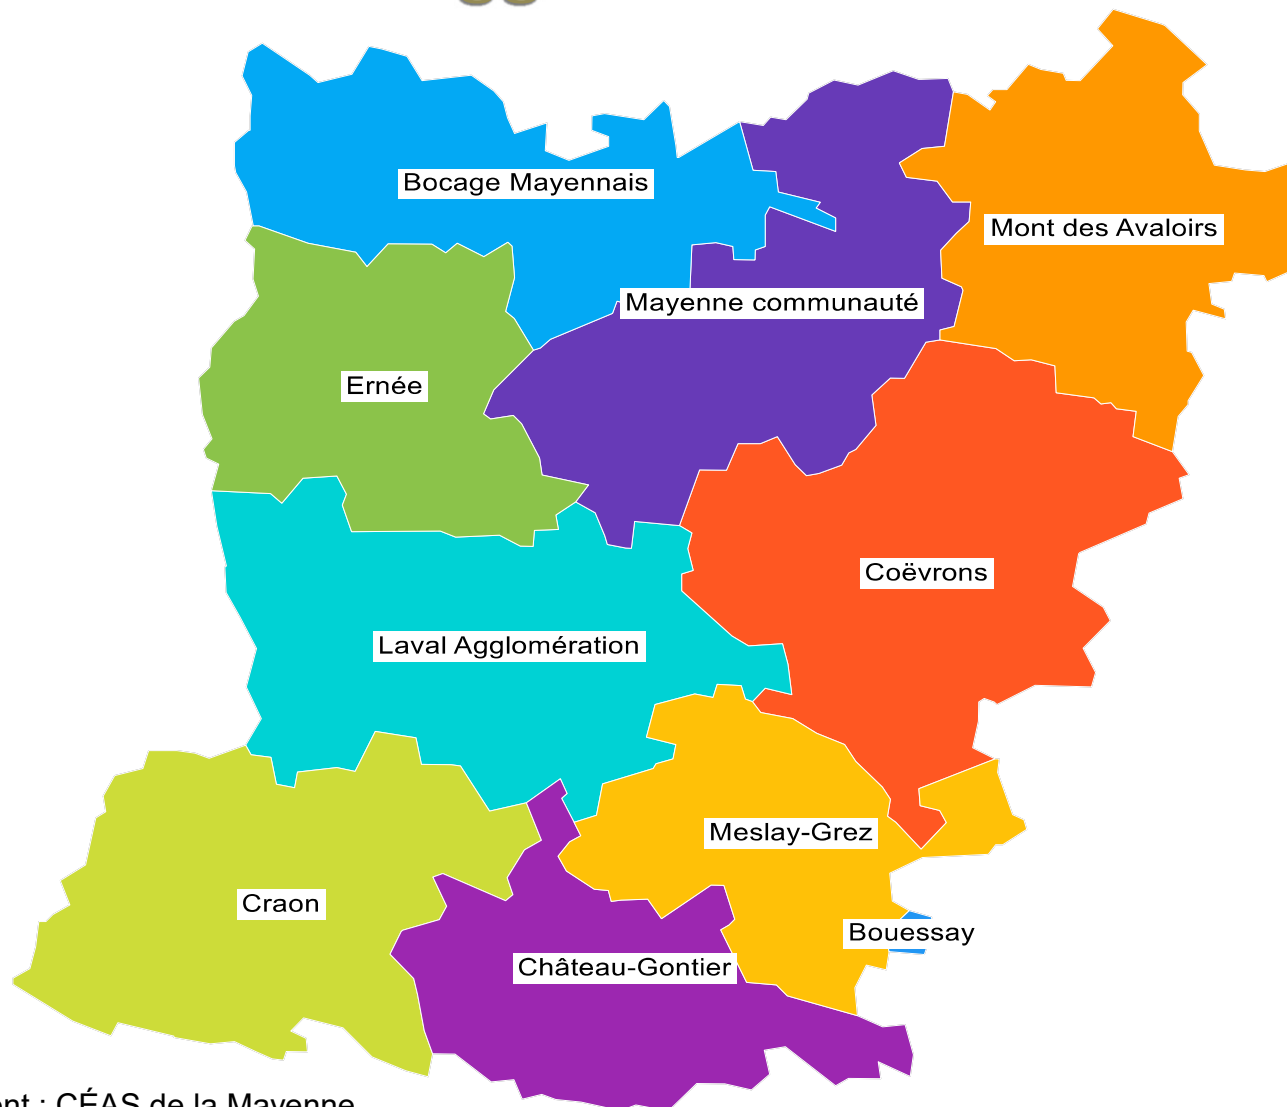 Bocage Mayennais
Mont des Avaloirs
Mayenne communauté
Ernée
Coëvrons
Laval Agglomération
Meslay-Grez
Craon
Bouessay
Château-Gontier
: CÉAS de la Mayenne